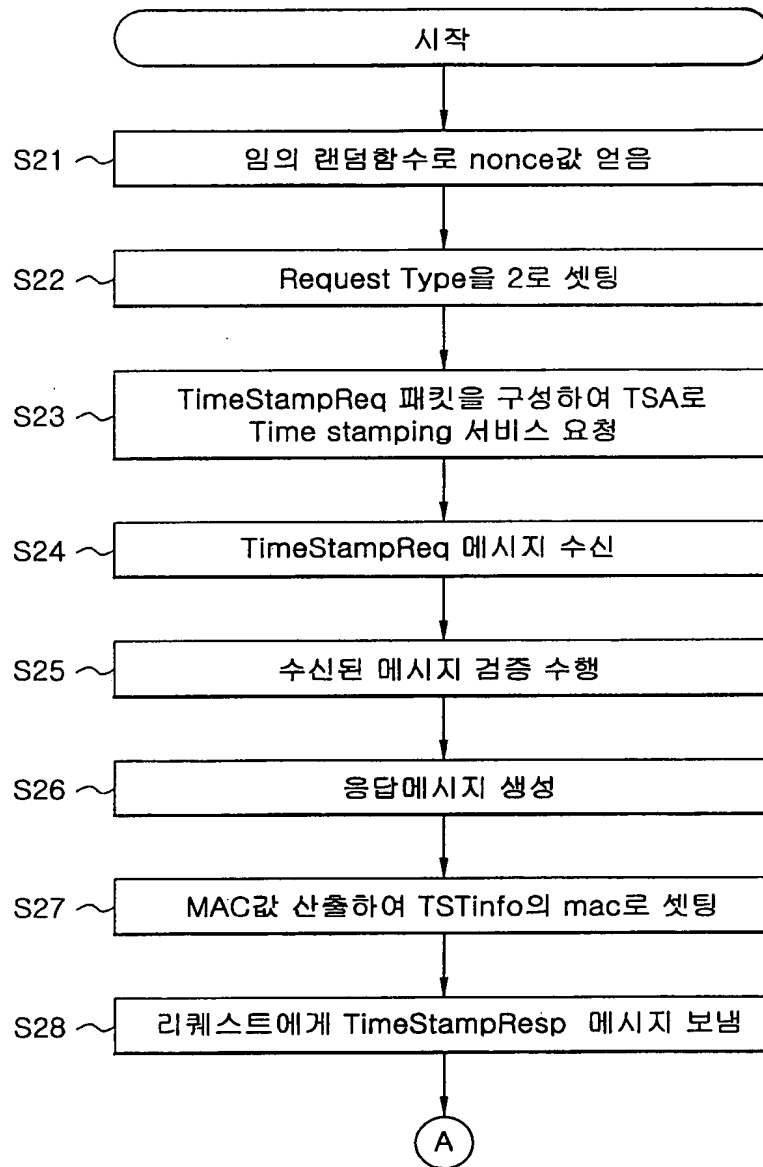 시작
S21 임의 랜덤함수로 nonce값 얻음
S22 Request Type을 2로 셋팅
S23 TimeStampReq 패킷을 구성하여 TSA로
Time stamping 서비스 요청
S24 TimeStampReq 메시지 수신
S25 수신된 메시지 검증 수행
S26 응답메시지 생성
S27 MAC값 산출하여 TSTinfo의 mac로 셋팅
S28 리퀘스트에게 TimeStampResp 메시지 보냄
A